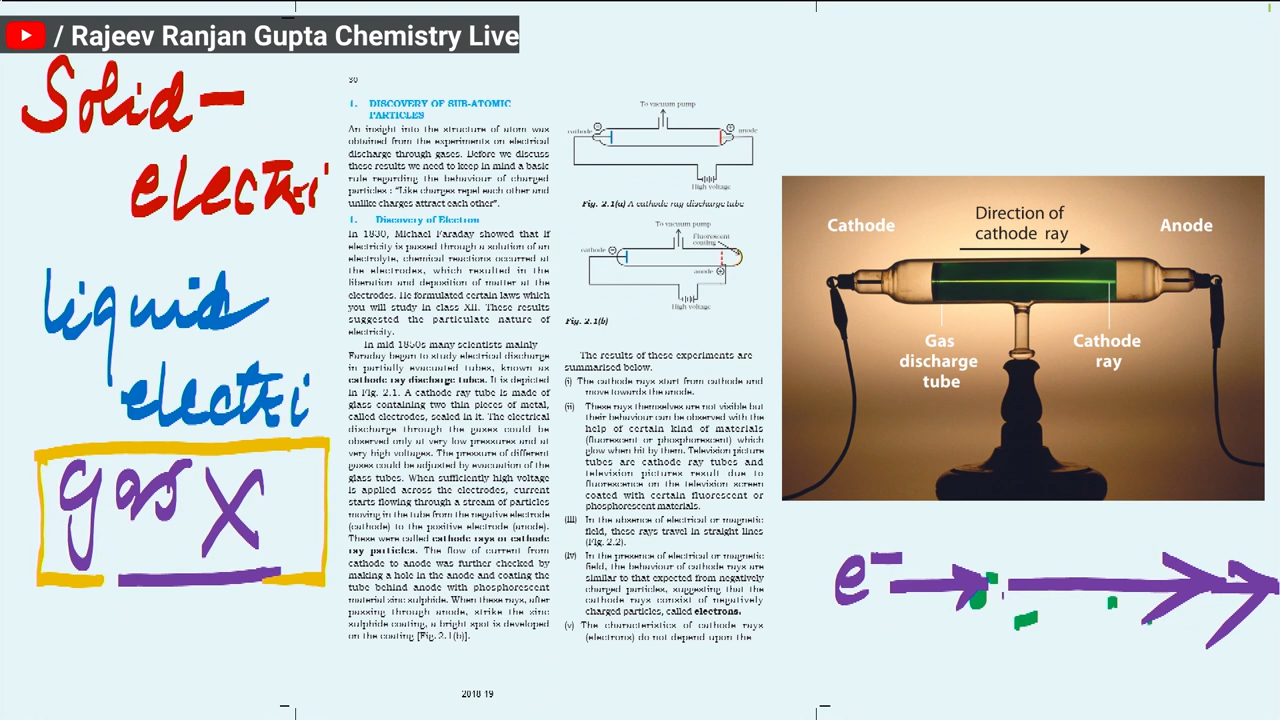 / Rajeev Ranjan Gupta Chemistry Live
Solid-
electri
liquid
electri
gas X
30
1. DISCOVERY OF SUB-ATOMIC
PARTICLES
An insight into the structure of atom was
obtained from the experiments on electrical
discharge through gases. Before we discuss
these results we need to keep in mind a basic
rule regarding the behaviour of charged
particles : “Like charges repel each other and
unlike charges attract each other”.
1. Discovery of Electron
In 1830, Michael Faraday showed that if
electricity is passed through a solution of an
electrolyte, chemical reactions occurred at
the electrodes, which resulted in the
liberation and deposition of matter at the
electrodes. He formulated certain laws which
you will study in class XII. These results
suggested the particulate nature of
electricity.
In mid 1850s many scientists mainly
Faraday began to study electrical discharge
in partially evacuated tubes, known as
cathode ray discharge tubes. It is depicted
in Fig. 2.1. A cathode ray tube is made of
glass containing two thin pieces of metal,
called electrodes, sealed in it. The electrical
discharge through the gases could be
observed only at very low pressures and at
very high voltages. The pressure of different
gases could be adjusted by evacuation of the
glass tubes. When sufficiently high voltage
is applied across the electrodes, current
starts flowing through a stream of particles
moving in the tube from the negative electrode
(cathode) to the positive electrode (anode).
These were called cathode rays or cathode
ray particles. The flow of current from
cathode to anode was further checked by
making a hole in the anode and coating the
tube behind anode with phosphorescent
material zinc sulphide. When these rays, after
passing through anode, strike the zinc
sulphide coating, a bright spot is developed
on the coating [Fig. 2.1(b)].
To vacuum pump
cathode
anode
High voltage
Fig. 2.1(a) A cathode ray discharge tube
To vacuum pump
Fluorescent
coating
cathode
anode
High voltage
Fig. 2.1(b)
The results of these experiments are
summarised below.
(i) The cathode rays start from cathode and
move towards the anode.
(ii) These rays themselves are not visible but
their behaviour can be observed with the
help of certain kind of materials
(fluorescent or phosphorescent) which
glow when hit by them. Television picture
tubes are cathode ray tubes and
television pictures result due to
fluorescence on the television screen
coated with certain fluorescent or
phosphorescent materials.
(iii) In the absence of electrical or magnetic
field, these rays travel in straight lines
(Fig. 2.2).
(iv) In the presence of electrical or magnetic
field, the behaviour of cathode rays are
similar to that expected from negatively
charged particles, suggesting that the
cathode rays consist of negatively
charged particles, called electrons.
(v) The characteristics of cathode rays
(electrons) do not depend upon the
2018-19
Cathode
Direction of
cathode ray
Anode
Gas
discharge
tube
Cathode
ray
e⁻